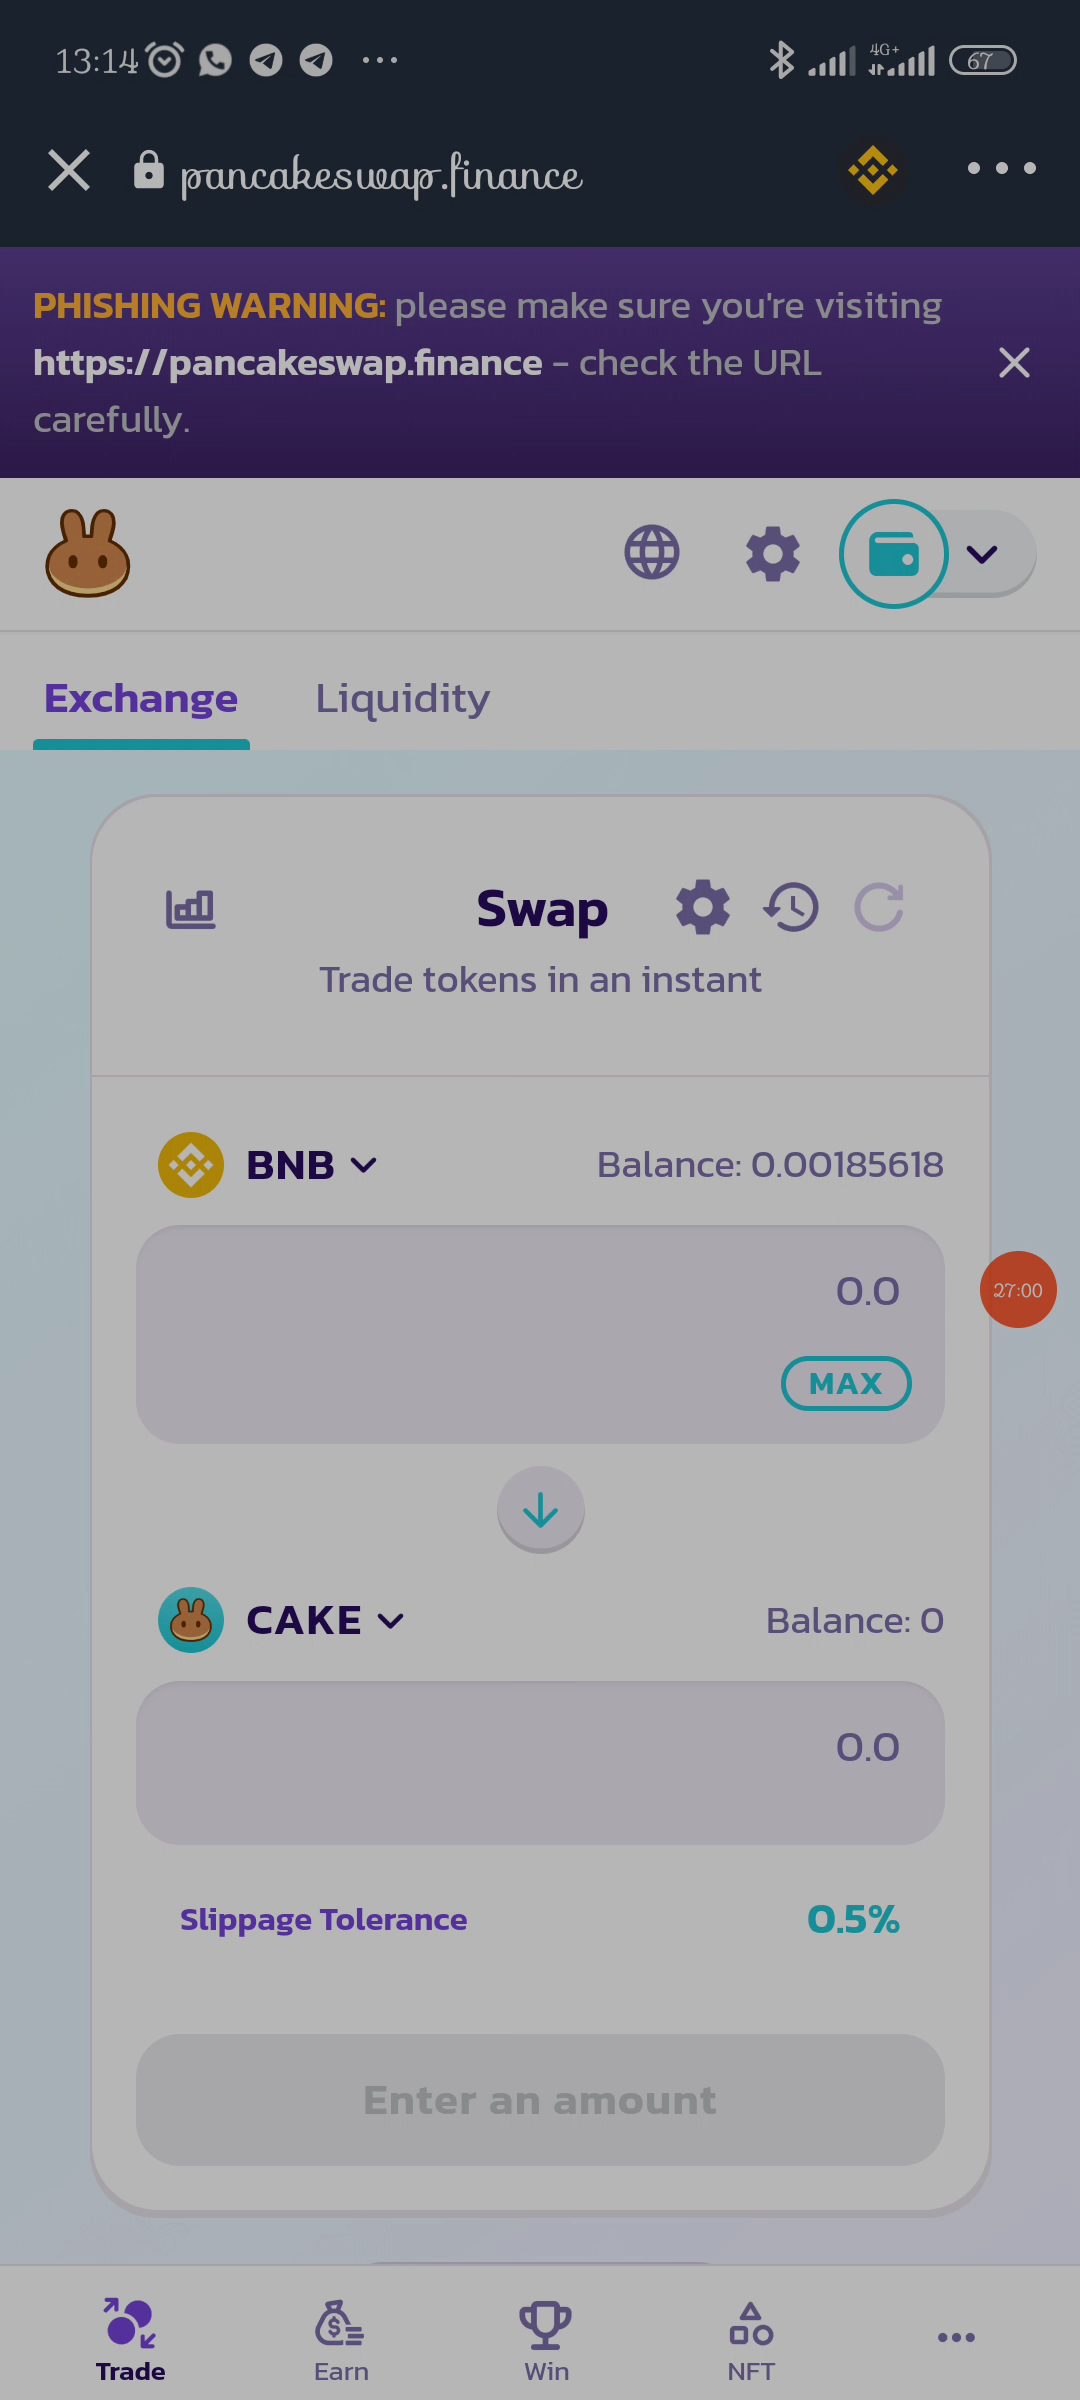 13:14
4G+
67
pancakeswap.finance
PHISHING WARNING: please make sure you're visiting
https://pancakeswap.finance - check the URL
carefully.
Exchange
Liquidity
Swap
Trade tokens in an instant
BNB
Balance: 0.00185618
0.0
27:00
MAX
CAKE
Balance: 0
0.0
Slippage Tolerance
0.5%
Enter an amount
Trade
Earn
Win
NFT